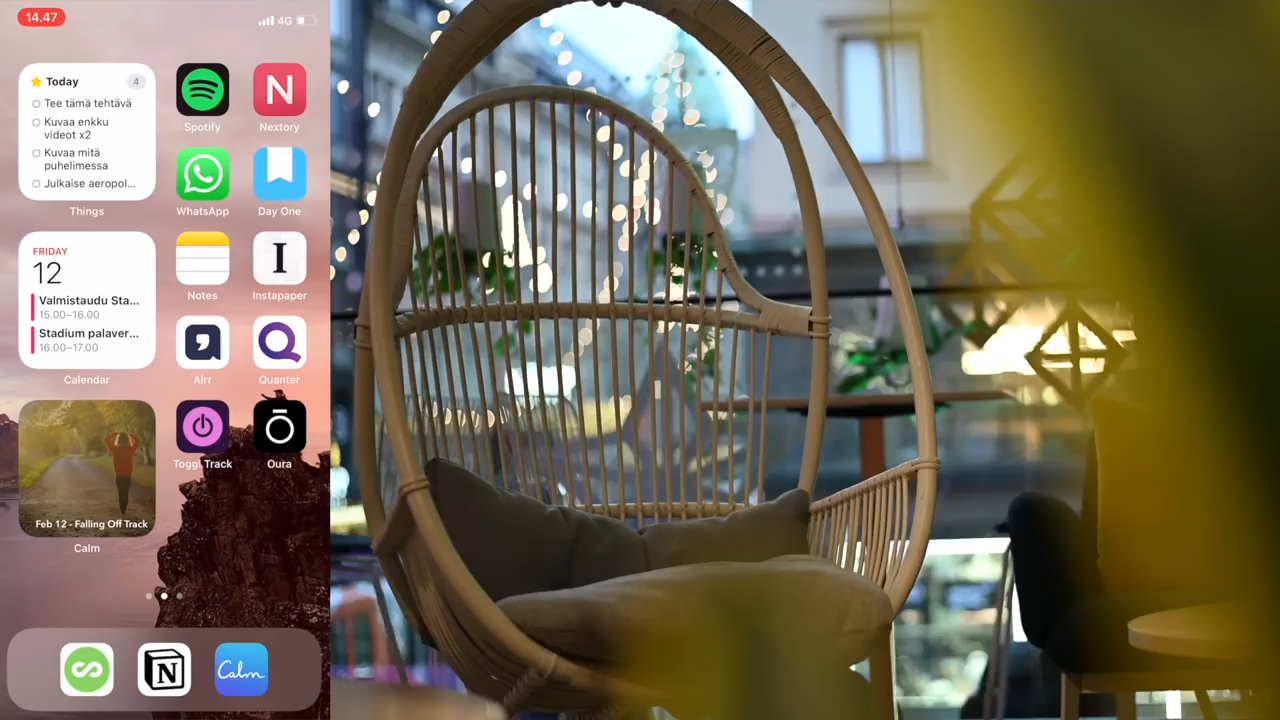 14.47
4G
Today
4
Tee tämä tehtävä
Kuvaa enkku
videot x2
Kuvaa mitä
puhelimessa
Julkaise aeropol...
Things
Spotify
N
Nextory
WhatsApp
Day One
FRIDAY
12
Valmistaudu Sta...
15.00–16.00
Stadium palaver...
16.00–17.00
Calendar
Notes
I
Instapaper
Airr
Quanter
Feb 12 - Falling Off Track
Calm
Toggl Track
Oura
N
Calm